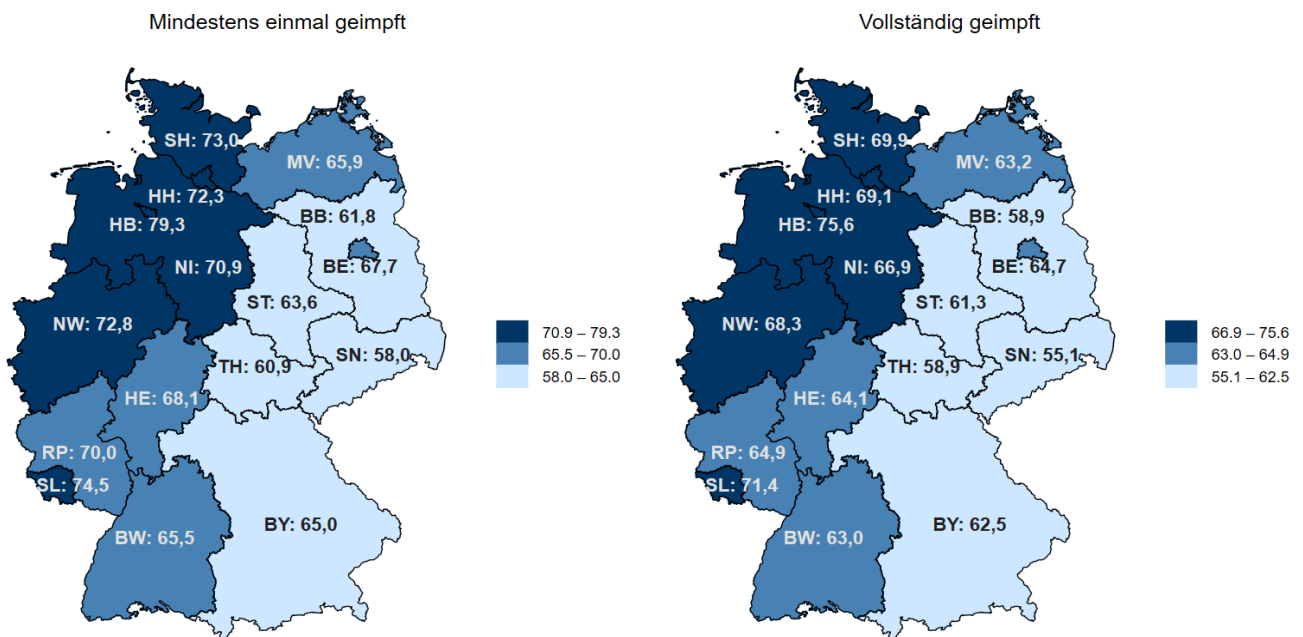 Mindestens einmal geimpft
SH: 73,0
MV: 65,9
HH: 72,3
BB: 61,8
HB: 79,3
NI: 70,9
BE: 67,7
ST: 63,6
NW: 72,8
SN: 58,0
TH: 60,9
HE: 68,1
RP: 70,0
SL: 74,5
BY: 65,0
BW: 65,5
70.9 – 79.3
65.5 – 70.0
58.0 – 65.0
Vollständig geimpft
SH: 69,9
MV: 63,2
HH: 69,1
BB: 58,9
HB: 75,6
NI: 66,9
BE: 64,7
ST: 61,3
NW: 68,3
SN: 55,1
TH: 58,9
HE: 64,1
RP: 64,9
SL: 71,4
BY: 62,5
BW: 63,0
66.9 – 75.6
63.0 – 64.9
55.1 – 62.5